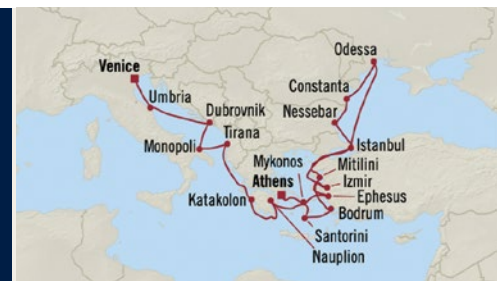 Odessa
Venice
Constanta
Umbria
Nessebar
Dubrovnik
Tirana
Istanbul
Monopoli
Mykonos
Mitilini
Athens
Izmir
Katakolon
Ephesus
Bodrum
Santorini
Nauplion